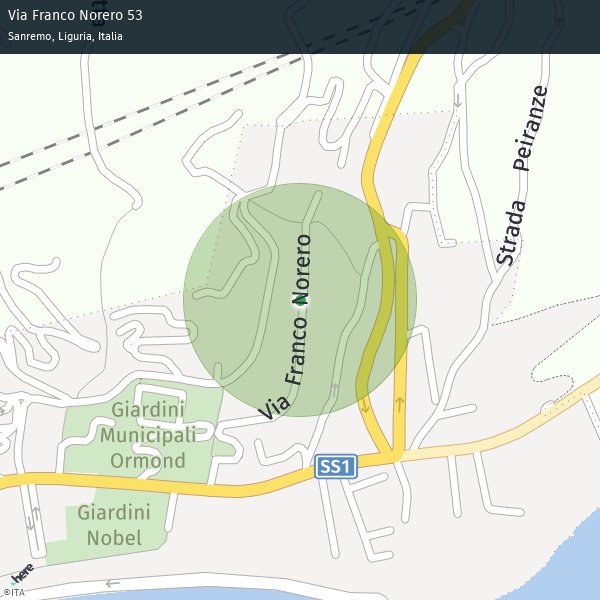 Via Franco Norero 53
Sanremo, Liguria, Italia
Strada Peiranze
Via Franco Norero
Giardini
Municipali
Ormond
SS1
Giardini
Nobel
here
©ITA